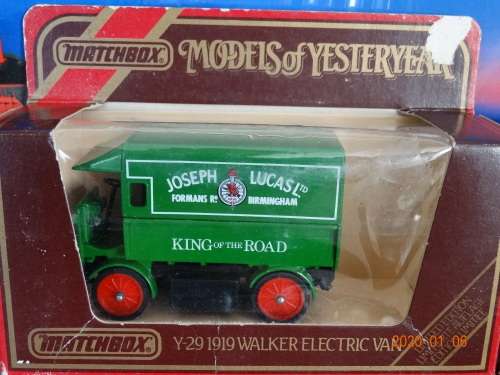 MATCHBOX
MODELS of YESTERYEAR
JOSEPH LUCAS LTD
FORMANS RD. BIRMINGHAM
KING OF THE ROAD
MATCHBOX
Y-29 1919 WALKER ELECTRIC VAN
2020 01 06